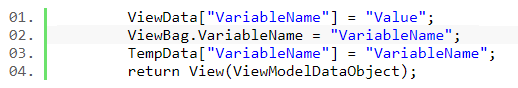 01. ViewData["VariableName"] = "Value";
02. ViewBag.VariableName = "VariableName";
03. TempData["VariableName"] = "VariableName";
04. return View(ViewModelDataObject);